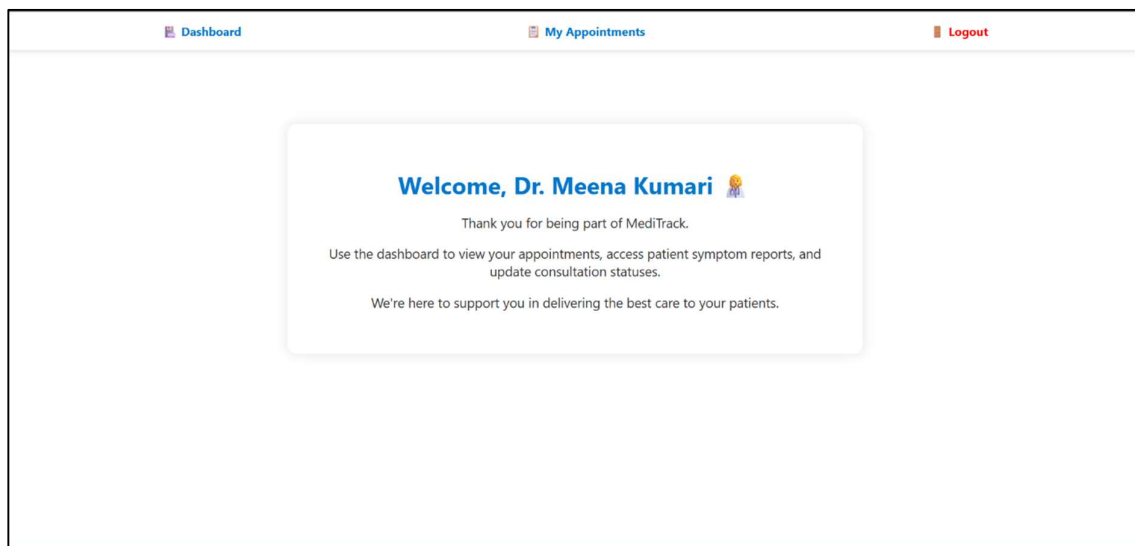 Dashboard
My Appointments
Logout
Welcome, Dr. Meena Kumari
Thank you for being part of MediTrack.
Use the dashboard to view your appointments, access patient symptom reports, and
update consultation statuses.
We're here to support you in delivering the best care to your patients.